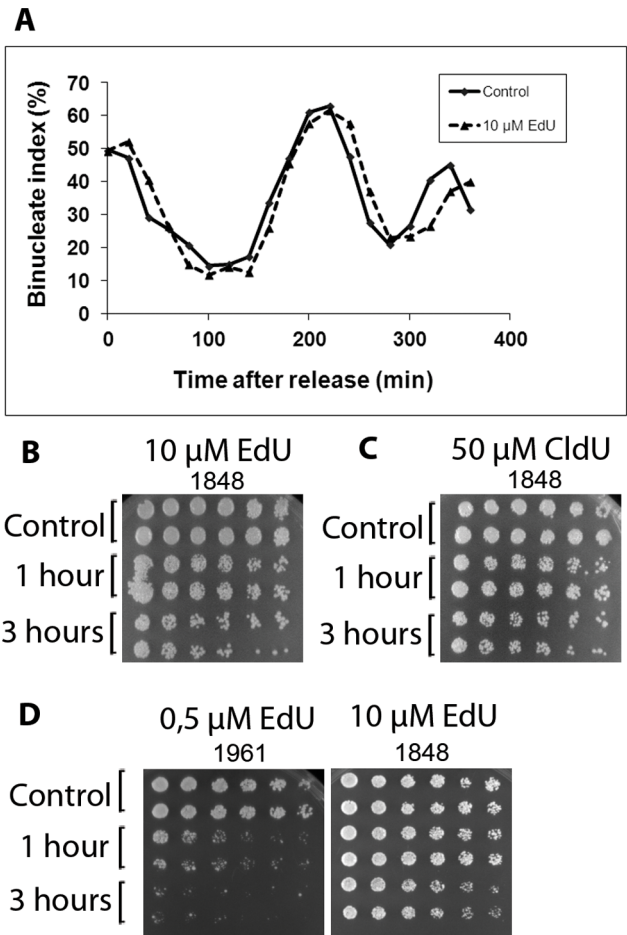 A
Binucleate index (%)
70
60
50
40
30
20
10
0
0 100 200 300 400
Time after release (min)
Control
10 µM EdU
B
10 µM EdU
1848
Control
1 hour
3 hours
C
50 µM CldU
1848
Control
1 hour
3 hours
D
0,5 µM EdU
1961
10 µM EdU
1848
Control
1 hour
3 hours